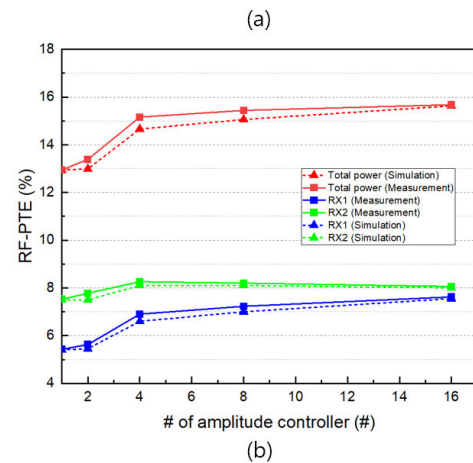 (a)
18
16
14
12
10
8
6
4
RF-PTE (%)
Total power (Simulation)
Total power (Measurement)
RX1 (Measurement)
RX2 (Measurement)
RX1 (Simulation)
RX2 (Simulation)
2 4 6 8 10 12 14 16
# of amplitude controller (#)
(b)